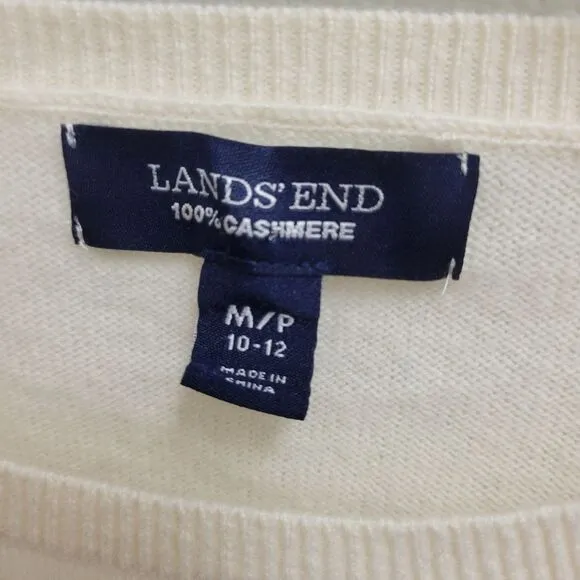 LANDS' END
100% CASHMERE
M/P
10-12
MADE IN
CHINA